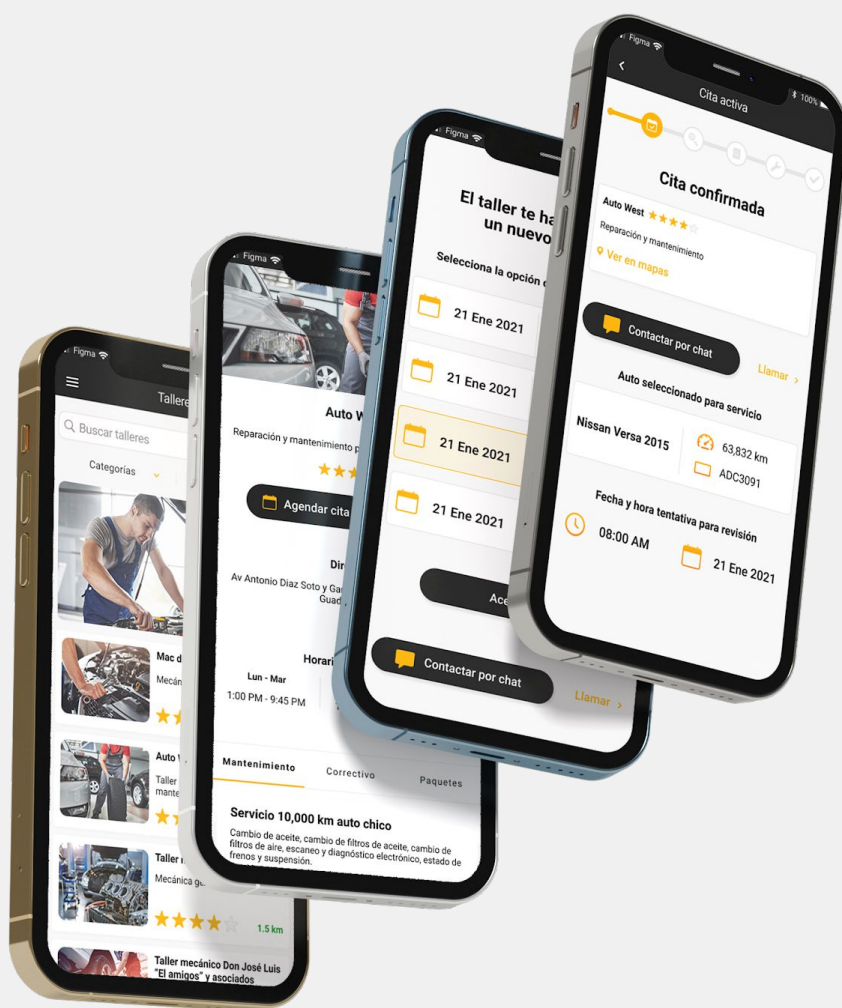 Figma
Talleres
Buscar talleres
Categorías
Mac d
Mecán
Auto W
Taller
mante
Taller m
Mecánica ge
1.5 km
Taller mecánico Don José Luis
"El amigos" y asociados
Figma
Auto W
Reparación y mantenimiento p
Agendar cita
Dir
Av Antonio Diaz Soto y Ga
Guad
Horari
Lun - Mar
1:00 PM - 9:45 PM
Mantenimiento
Correctivo
Paquetes
Servicio 10,000 km auto chico
Cambio de aceite, cambio de filtros de aceite, cambio de
filtros de aire, escaneo y diagnóstico electrónico, estado de
frenos y suspensión.
Figma
El taller te ha
un nuevo
Selecciona la opción
21 Ene 2021
21 Ene 2021
21 Ene 2021
21 Ene 2021
Ace
Contactar por chat
Llamar >
Figma
100%
Cita activa
Cita confirmada
Auto West
Reparación y mantenimiento
Ver en mapas
Contactar por chat
Llamar >
Auto seleccionado para servicio
Nissan Versa 2015
63,832 km
ADC3091
Fecha y hora tentativa para revisión
08:00 AM
21 Ene 2021